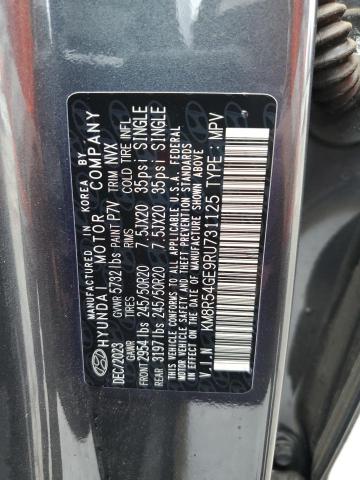 MANUFACTURED IN KOREA BY
HYUNDAI MOTOR COMPANY
DEC/2023 GVWR 5732 lbs PAINT P7V TRIM NVX
GAWR TIRES RIMS COLD TIRE INFL
FRONT 2954 lbs 245/50R20 7.5JX20 35psi SINGLE
REAR 3197 lbs 245/50R20 7.5JX20 35psi SINGLE
THIS VEHICLE CONFORMS TO ALL APPLICABLE U.S.A. FEDERAL
MOTOR VEHICLE SAFETY, BUMPER, AND THEFT PREVENTION STANDARDS
IN EFFECT ON THE DATE OF MANUFACTURE SHOWN ABOVE.
V.I.N : KM8R54GE9RU731125 TYPE : MPV